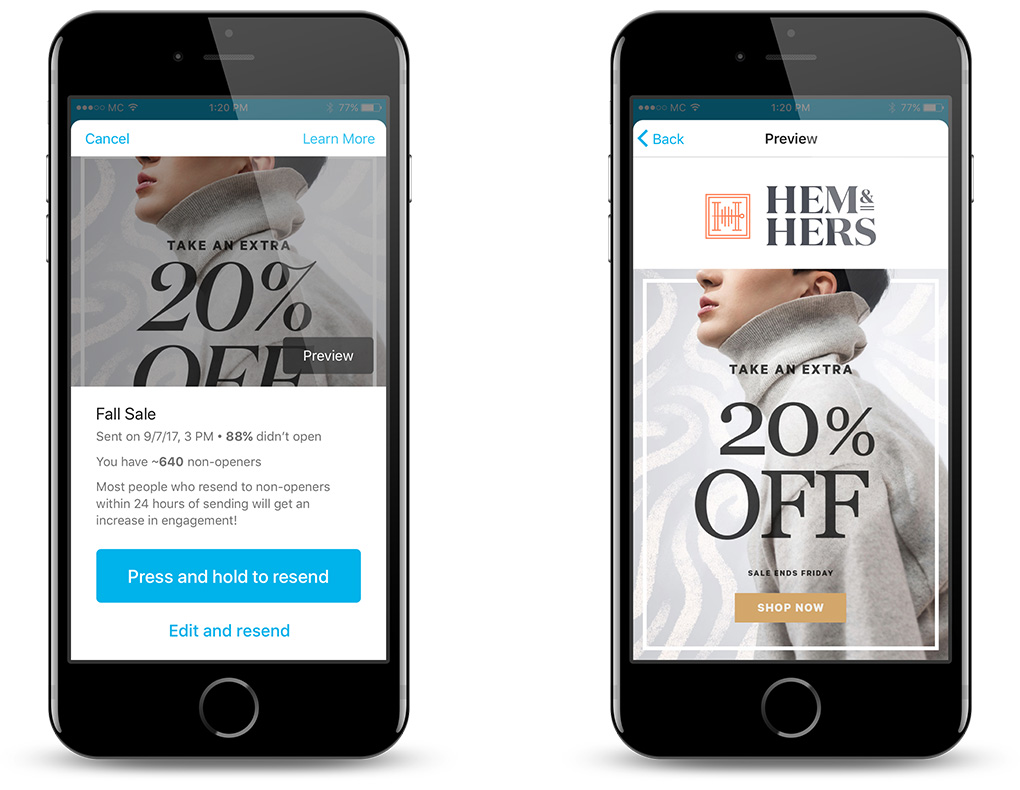 MC 1:20 PM 77%
Cancel Learn More
TAKE AN EXTRA
20%
OFF
Preview
Fall Sale
Sent on 9/7/17, 3 PM • 88% didn’t open
You have ~640 non-openers
Most people who resend to non-openers
within 24 hours of sending will get an
increase in engagement!
Press and hold to resend
Edit and resend
MC 1:20 PM 77%
Back Preview
H
HEM &
HERS
TAKE AN EXTRA
20%
OFF
SALE ENDS FRIDAY
SHOP NOW